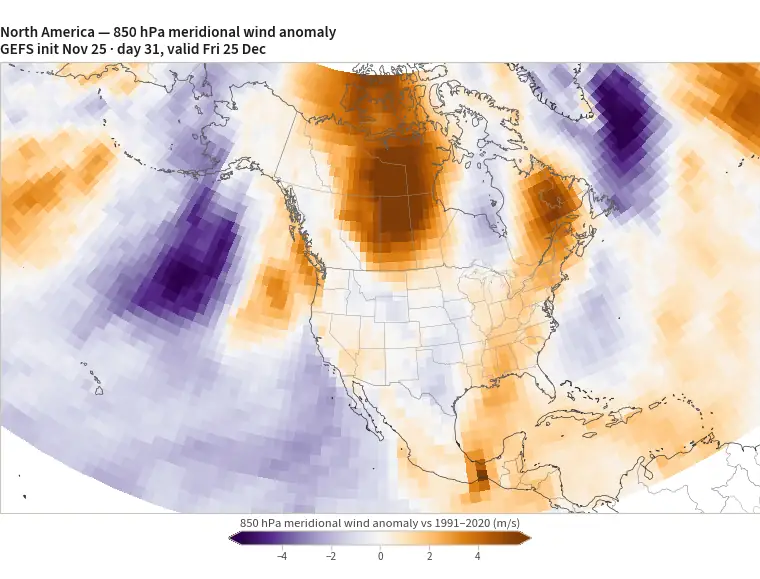 North America — 850 hPa meridional wind anomaly
GEFS init Nov 25 · day 31, valid Fri 25 Dec
850 hPa meridional wind anomaly vs 1991–2020 (m/s)
−4 −2 0 2 4